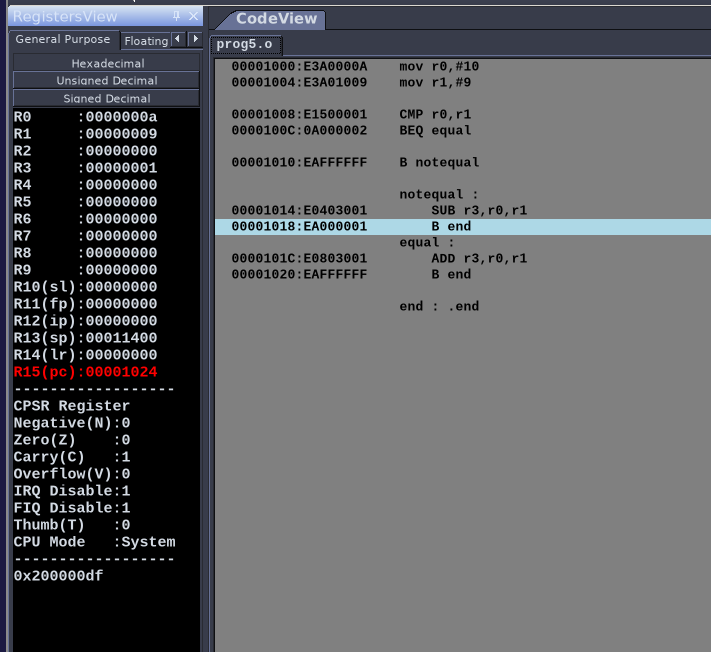 RegistersView
General Purpose Floating
Hexadecimal
Unsigned Decimal
Signed Decimal
R0     :0000000a
R1     :00000009
R2     :00000000
R3     :00000001
R4     :00000000
R5     :00000000
R6     :00000000
R7     :00000000
R8     :00000000
R9     :00000000
R10(sl):00000000
R11(fp):00000000
R12(ip):00000000
R13(sp):00011400
R14(lr):00000000
R15(pc):00001024
------------------
CPSR Register
Negative(N):0
Zero(Z)    :0
Carry(C)   :1
Overflow(V):0
IRQ Disable:1
FIQ Disable:1
Thumb(T)   :0
CPU Mode   :System
------------------
0x200000df
CodeView
prog5.o
00001000:E3A0000A    mov r0,#10
00001004:E3A01009    mov r1,#9
00001008:E1500001    CMP r0,r1
0000100C:0A000002    BEQ equal
00001010:EAFFFFFF    B notequal
notequal :
00001014:E0403001        SUB r3,r0,r1
00001018:EA000001        B end
equal :
0000101C:E0803001        ADD r3,r0,r1
00001020:EAFFFFFF        B end
end : .end